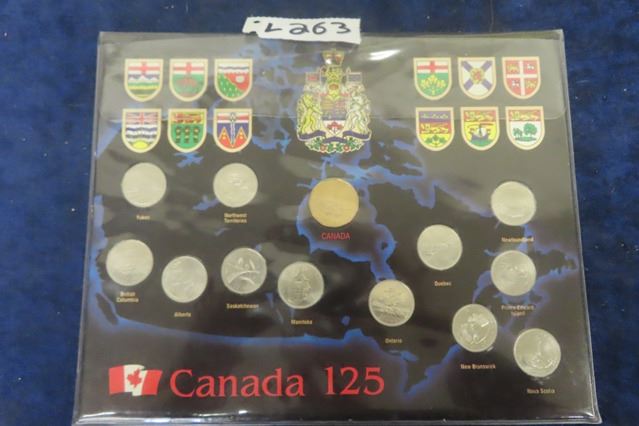 L263
CANADA
Yukon
Northwest
Territories
Newfoundland
British
Columbia
Alberta
Saskatchewan
Manitoba
Ontario
Quebec
Prince Edward
Island
New Brunswick
Nova Scotia
Canada 125